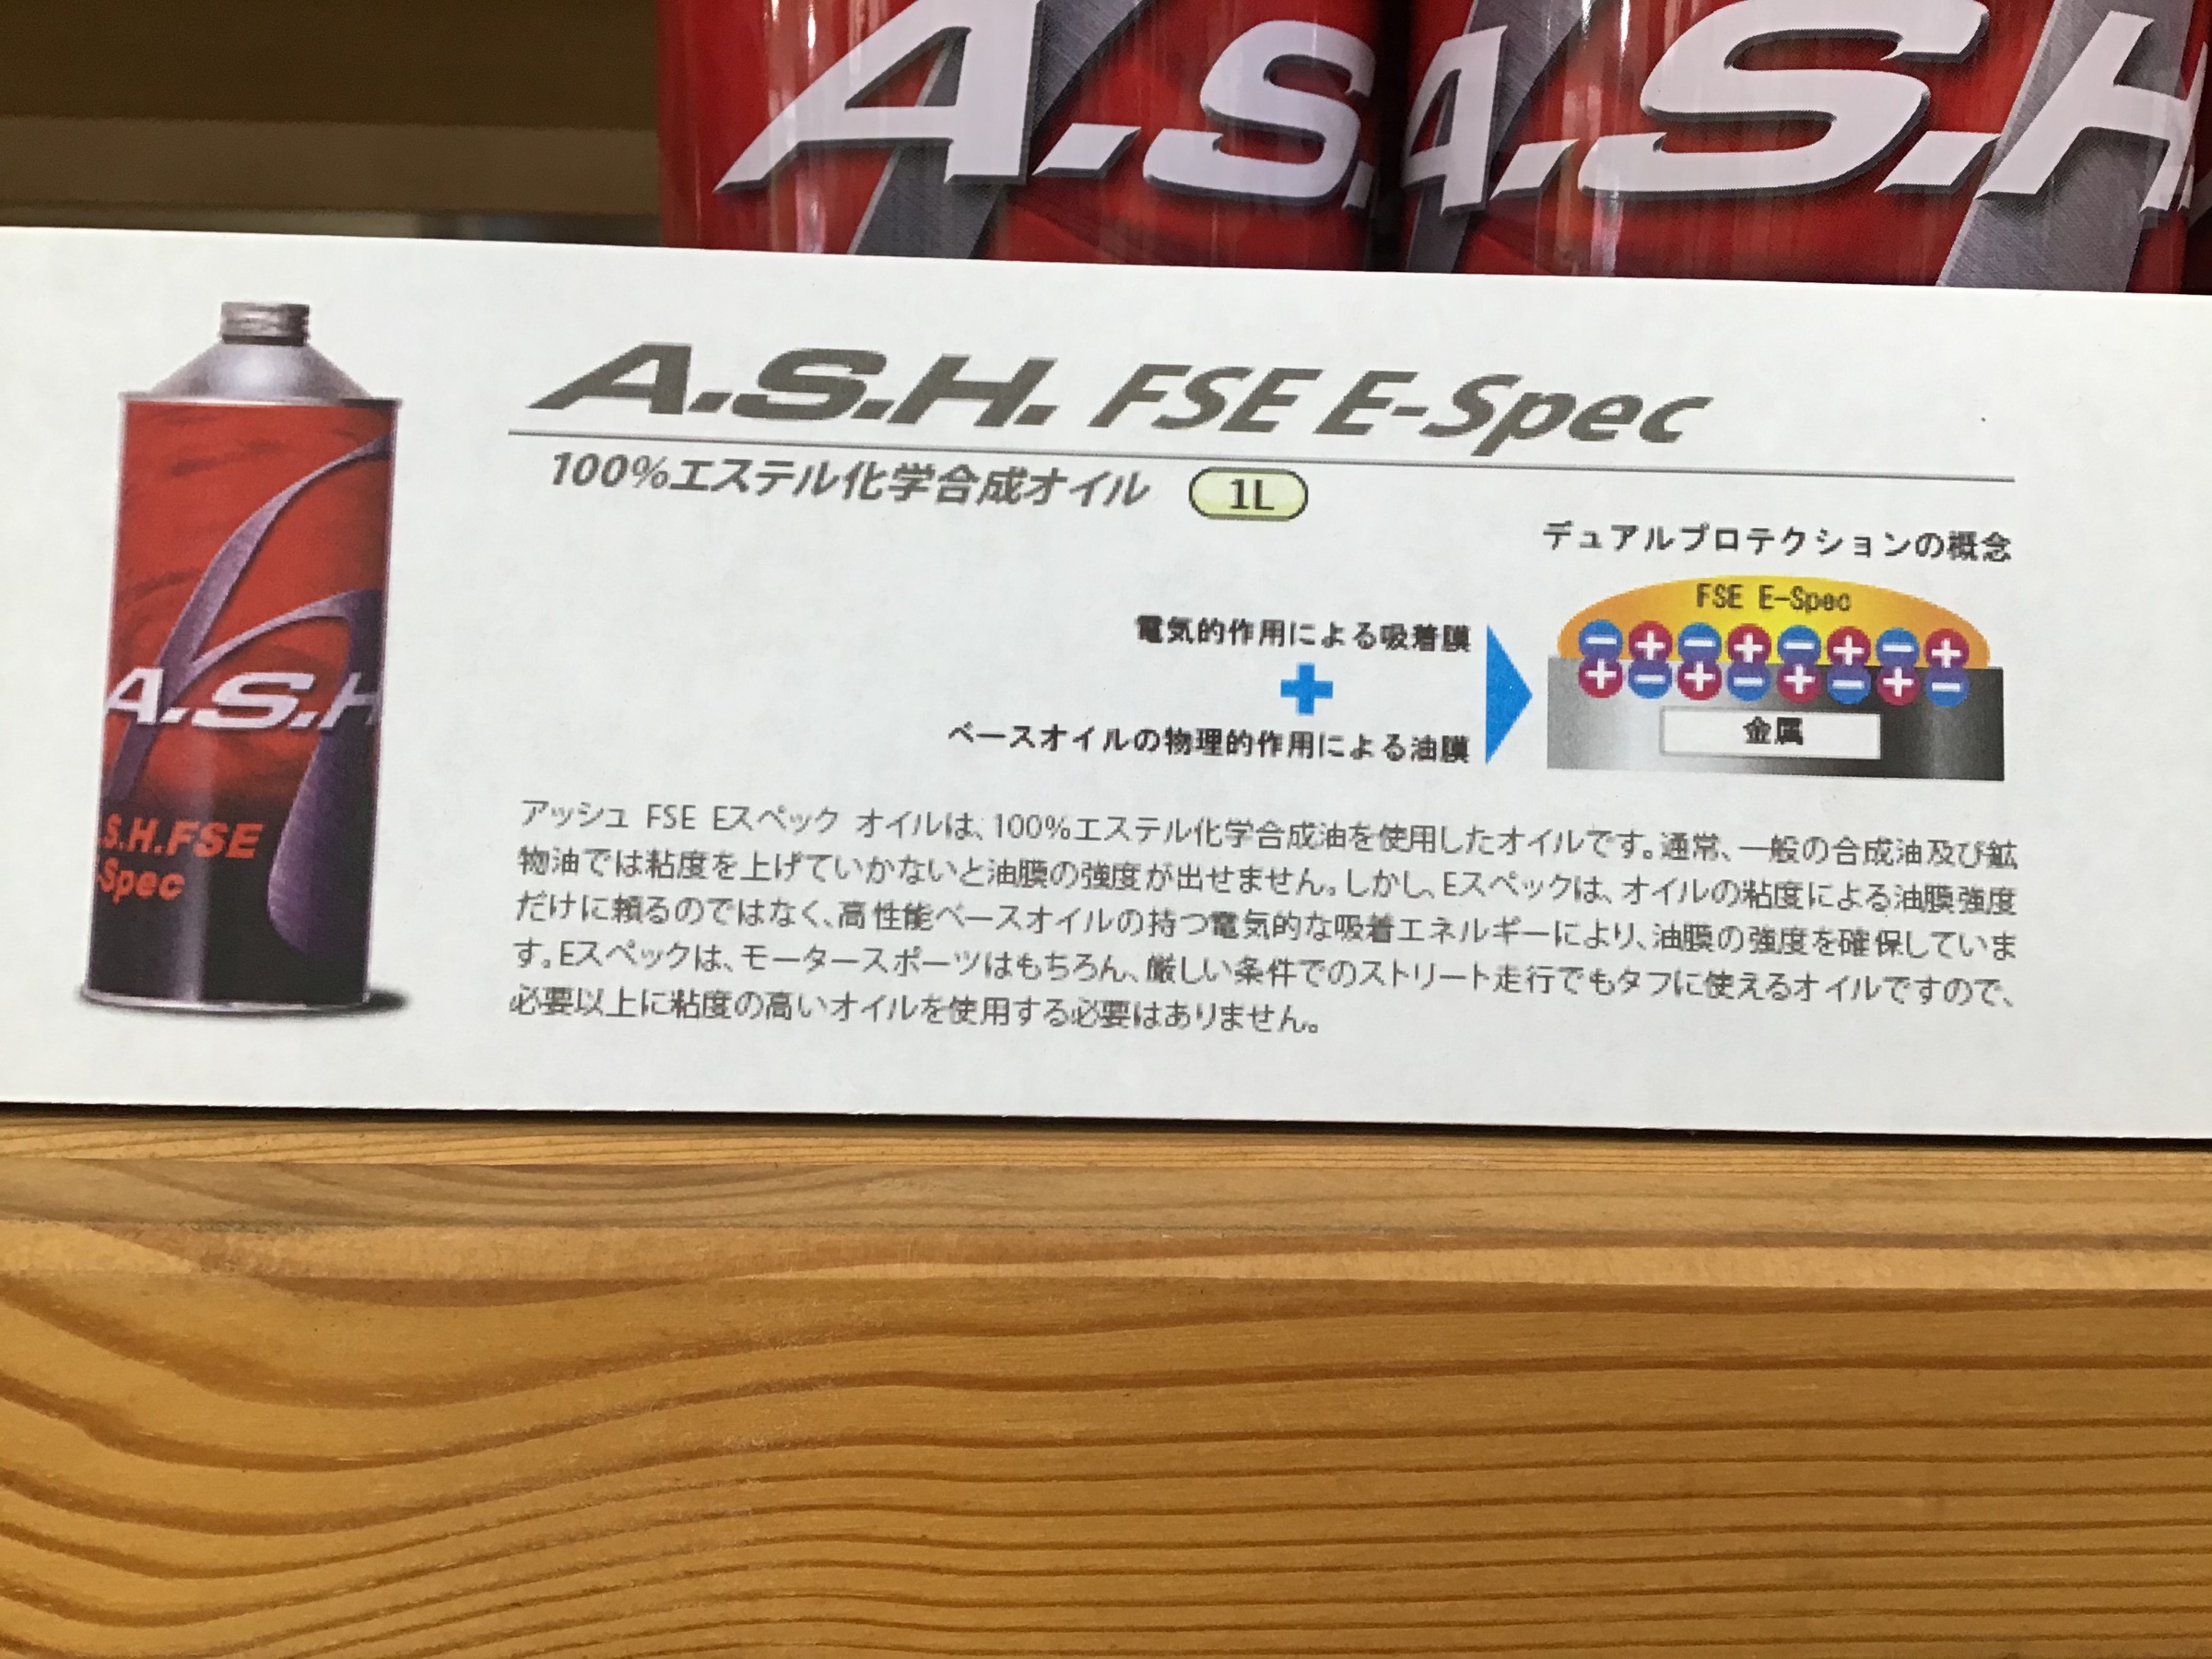 A.S.
A.S.H
A.S.H. FSE E-Spec
100%エステル化学合成オイル 1L
デュアルプロテクションの概念
電気的作用による吸着膜
+
ベースオイルの物理的作用による油膜
FSE E-Spec
- + - + - + - +
+ - + - + - + -
金属
A.S.H
S.H.FSE
-Spec
アッシュ FSE Eスペック オイルは、100%エステル化学合成油を使用したオイルです。通常、一般の合成油及び鉱
物油では粘度を上げていかないと油膜の強度が出せません。しかし、Eスペックは、オイルの粘度による油膜強度
だけに頼るのではなく、高性能ベースオイルの持つ電気的な吸着エネルギーにより、油膜の強度を確保していま
す。Eスペックは、モータースポーツはもちろん、厳しい条件でのストリート走行でもタフに使えるオイルですので、
必要以上に粘度の高いオイルを使用する必要はありません。